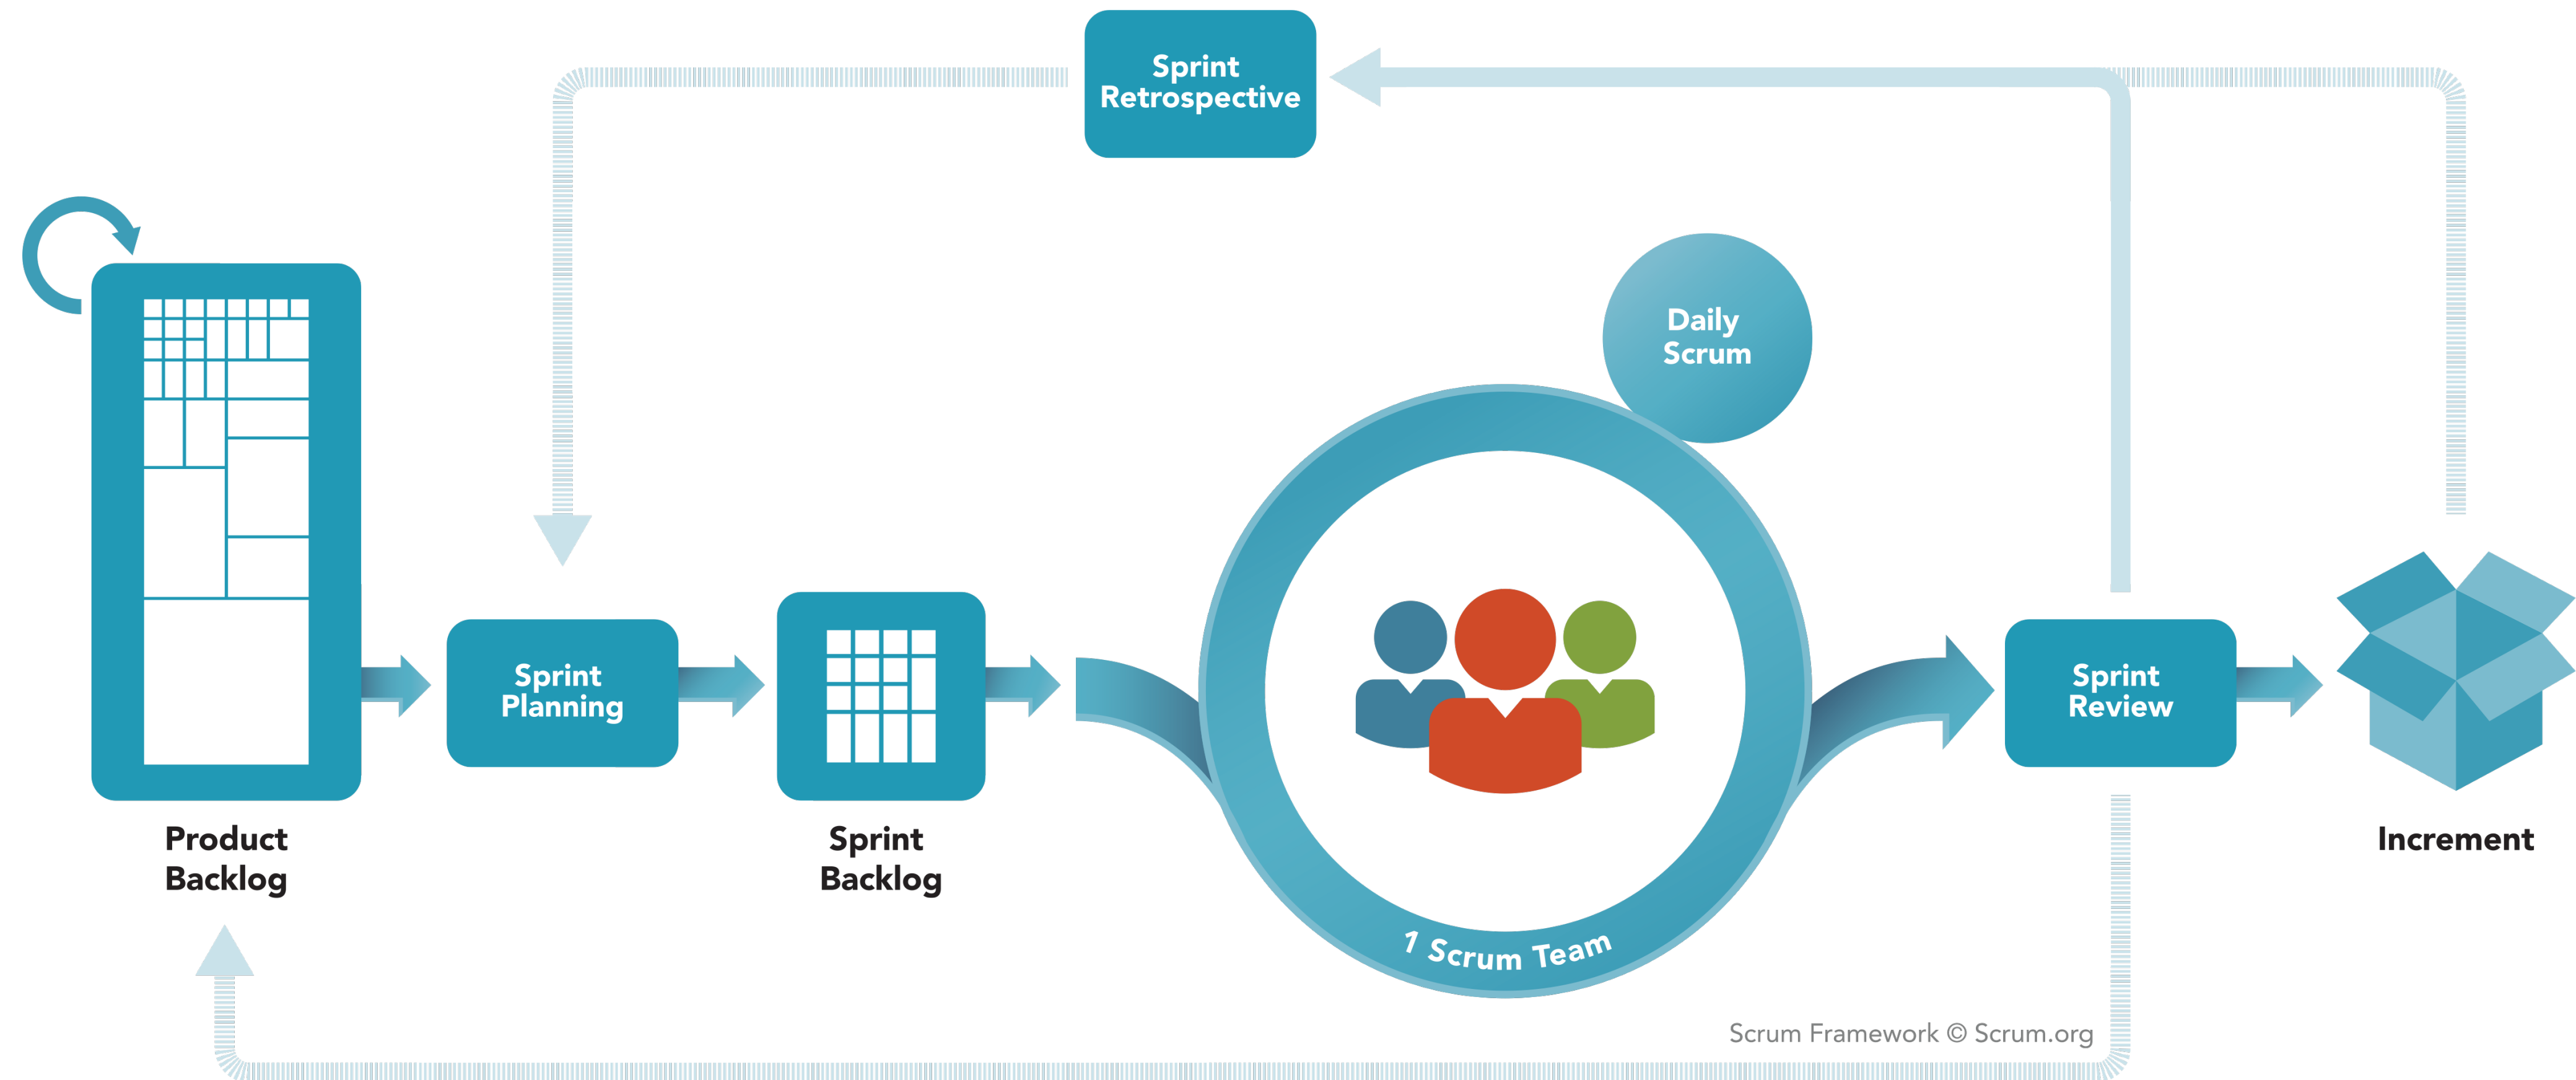 Sprint
Retrospective
Daily
Scrum
Sprint
Planning
Sprint
Review
Product
Backlog
Sprint
Backlog
Increment
1 Scrum Team
Scrum Framework © Scrum.org